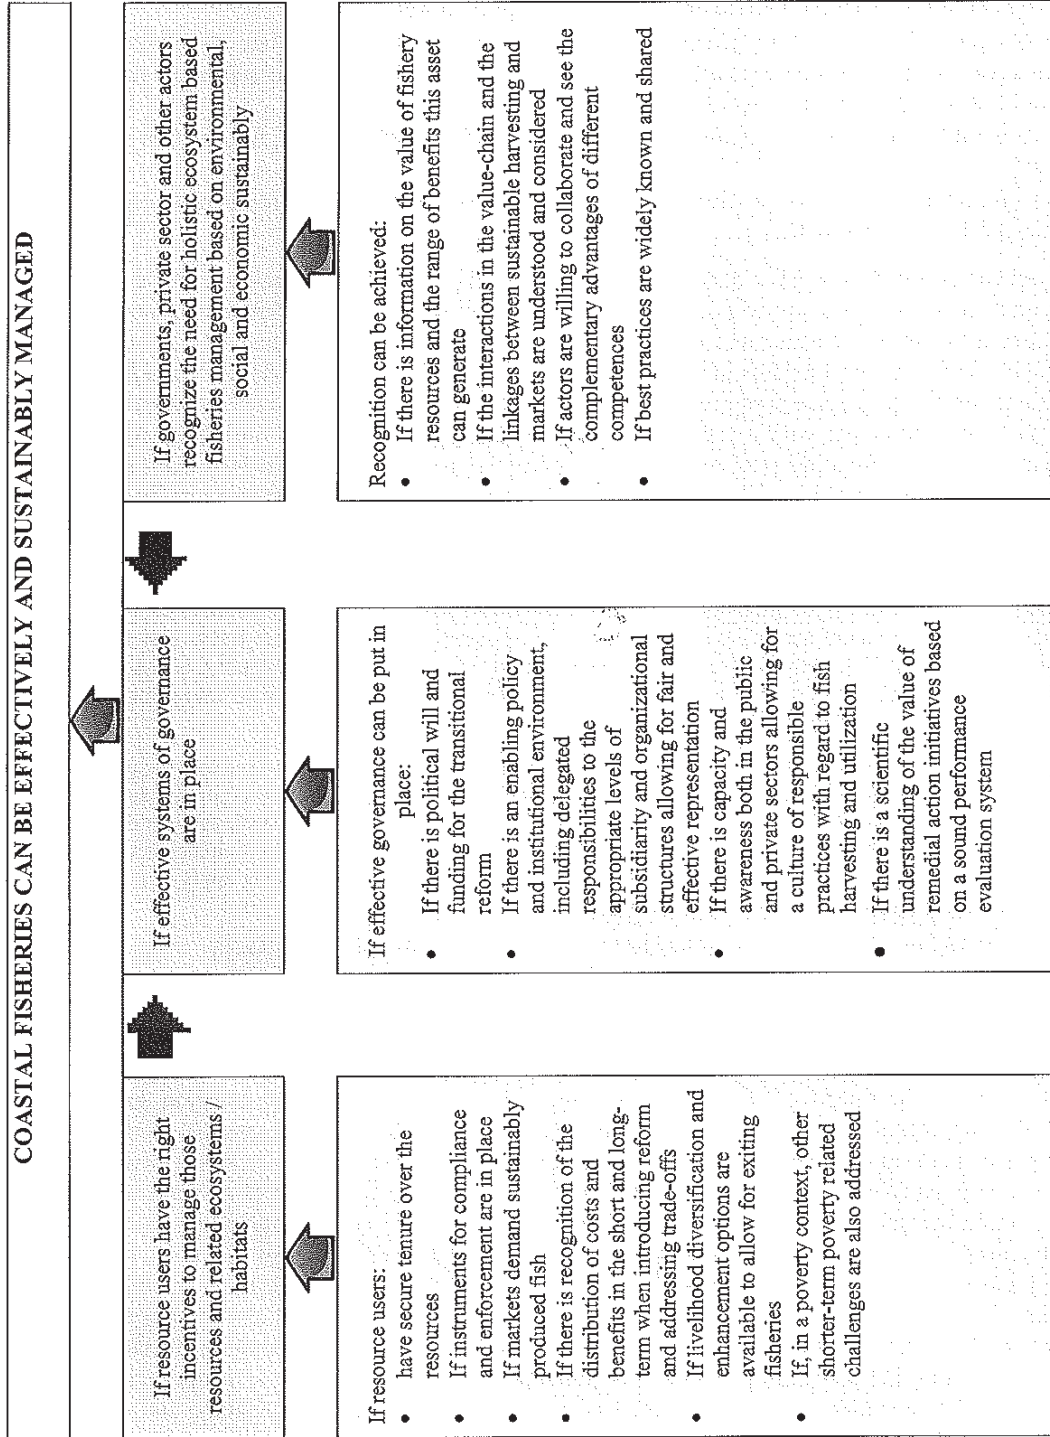 COASTAL FISHERIES CAN BE EFFECTIVELY AND SUSTAINABLY MANAGED
If resource users have the right
incentives to manage those
resources and related ecosystems /
habitats
If effective systems of governance
are in place
If governments, private sector and other actors
recognize the need for holistic ecosystem based
fisheries management based on environmental,
social and economic sustainably
If resource users:
• have secure tenure over the
resources
• If instruments for compliance
and enforcement are in place
• If markets demand sustainably
produced fish
• If there is recognition of the
distribution of costs and
benefits in the short and long-
term when introducing reform
and addressing trade-offs
• If livelihood diversification and
enhancement options are
available to allow for exiting
fisheries
• If, in a poverty context, other
shorter-term poverty related
challenges are also addressed
If effective governance can be put in
place:
• If there is political will and
funding for the transitional
reform
• If there is an enabling policy
and institutional environment,
including delegated
responsibilities to the
appropriate levels of
subsidiarity and organizational
structures allowing for fair and
effective representation
• If there is capacity and
awareness both in the public
and private sectors allowing for
a culture of responsible
practices with regard to fish
harvesting and utilization
• If there is a scientific
understanding of the value of
remedial action initiatives based
on a sound performance
evaluation system
Recognition can be achieved:
• If there is information on the value of fishery
resources and the range of benefits this asset
can generate
• If the interactions in the value-chain and the
linkages between sustainable harvesting and
markets are understood and considered
• If actors are willing to collaborate and see the
complementary advantages of different
competences
• If best practices are widely known and shared